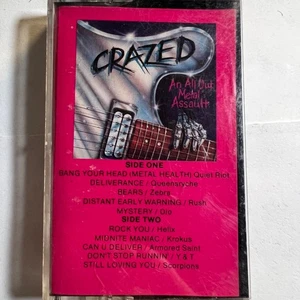 CRAZED
An All Out
Metal
Assault
SIDE ONE
BANG YOUR HEAD (METAL HEALTH) Quiet Riot
DELIVERANCE / Queensryche
BEARS / Zebra
DISTANT EARLY WARNING / Rush
MYSTERY / Dio
SIDE TWO
ROCK YOU / Helix
MIDNITE MANIAC / Krokus
CAN U DELIVER / Armored Saint
DON'T STOP RUNNIN' / Y & T
STILL LOVING YOU / Scorpions